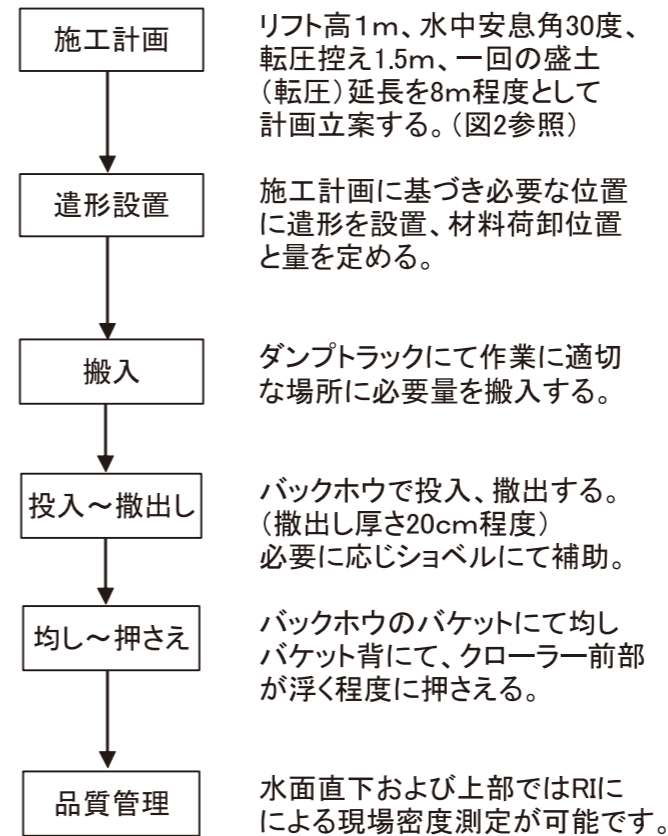 施工計画
リフト高1m、水中安息角30度、
転圧控え1.5m、一回の盛土
(転圧)延長を8m程度として
計画立案する。(図2参照)
遣形設置
施工計画に基づき必要な位置
に遣形を設置、材料荷卸位置
と量を定める。
搬入
ダンプトラックにて作業に適切
な場所に必要量を搬入する。
投入～撒出し
バックホウで投入、撒出する。
(撒出し厚さ20cm程度)
必要に応じショベルにて補助。
均し～押さえ
バックホウのバケットにて均し
バケット背にて、クローラー前部
が浮く程度に押さえる。
品質管理
水面直下および上部ではRIに
による現場密度測定が可能です。